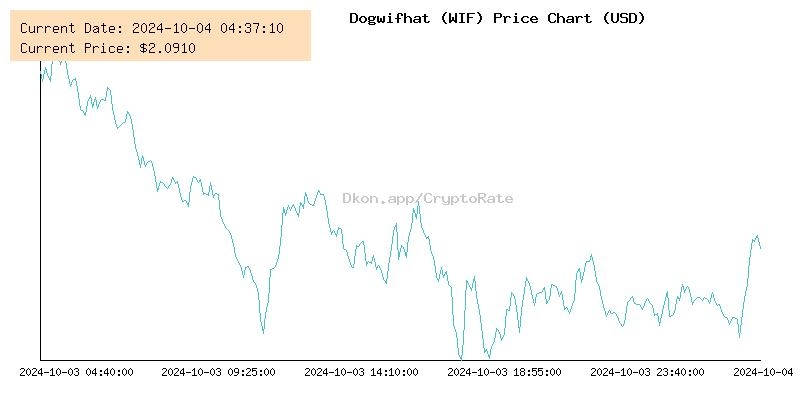 Dogwifhat (WIF) Price Chart (USD)
Current Date: 2024-10-04 04:37:10
Current Price: $2.0910
Dkon.app/CryptoRate
2024-10-03 04:40:00 2024-10-03 09:25:00 2024-10-03 14:10:00 2024-10-03 18:55:00 2024-10-03 23:40:00 2024-10-04